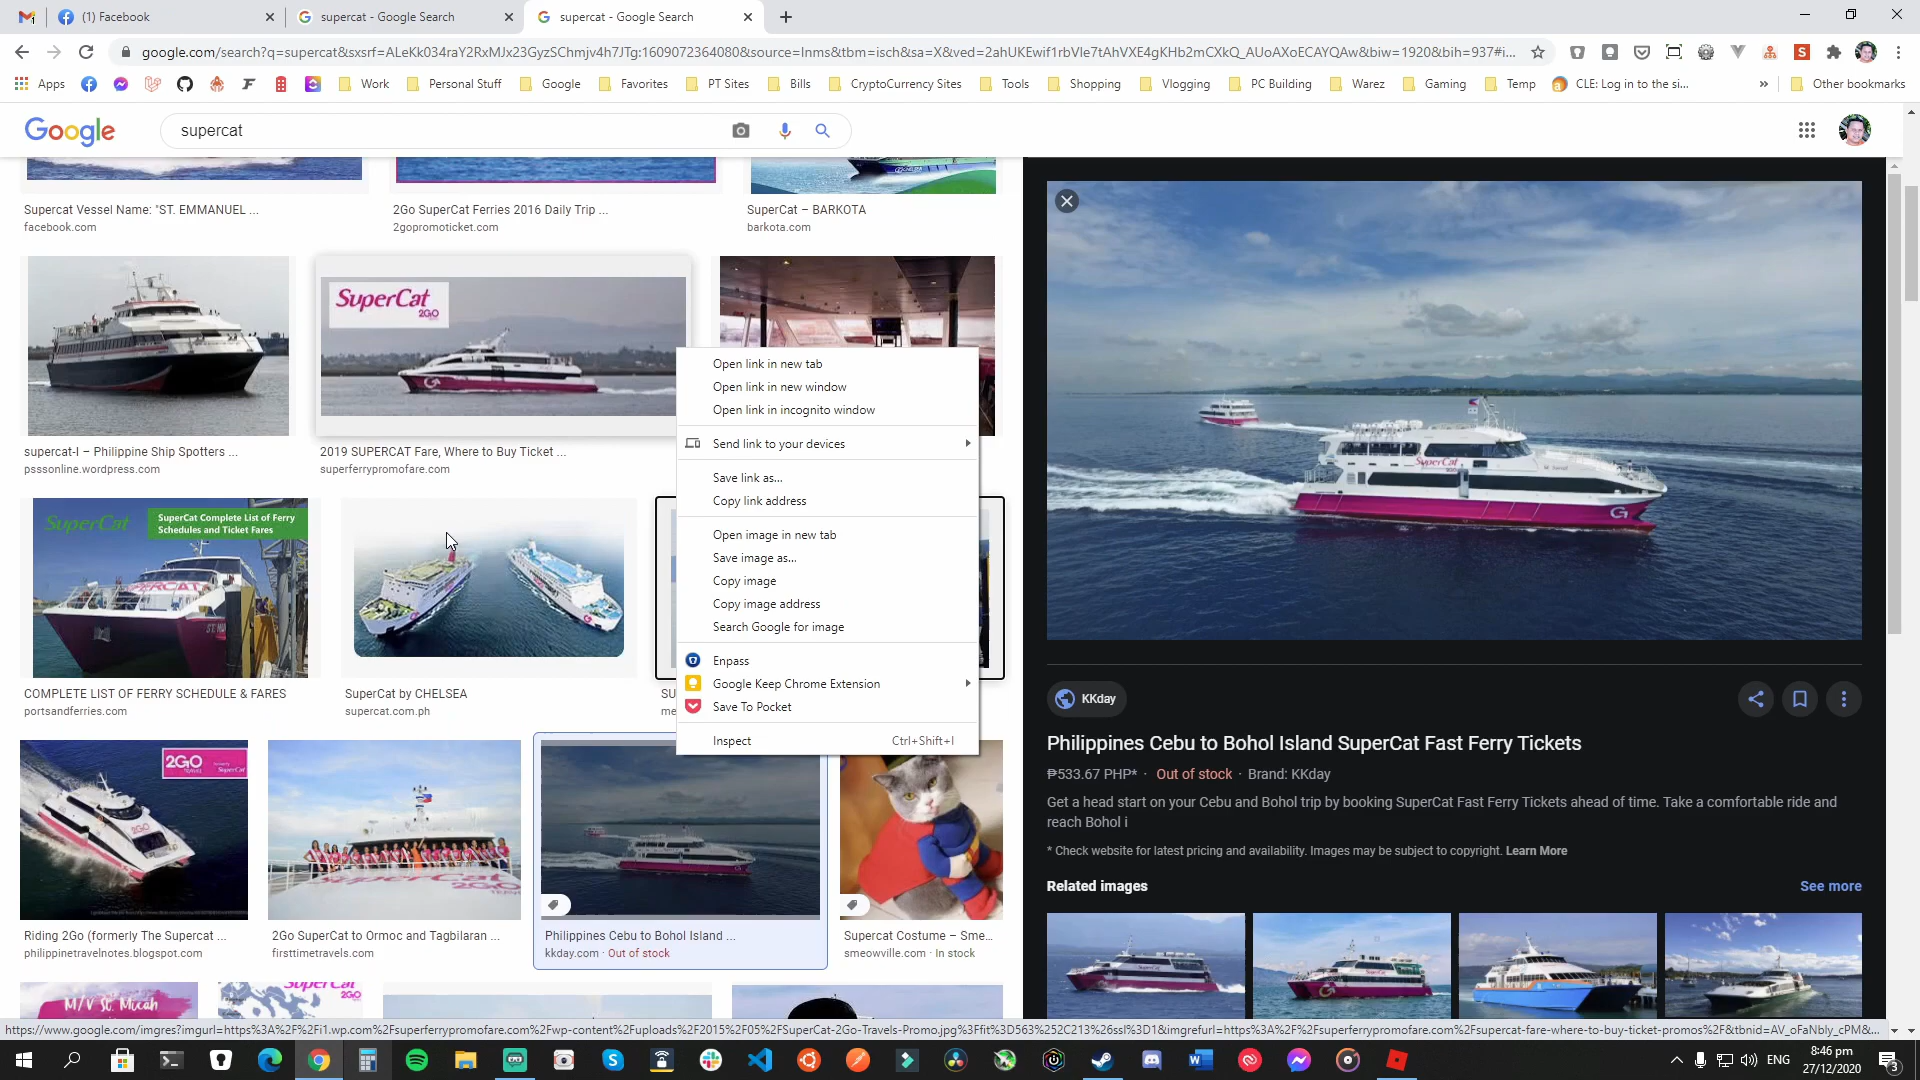 (1) Facebook
supercat - Google Search
supercat - Google Search
google.com/search?q=supercat&sxsrf=ALeKk034raY2RxMJx23GyzSChmjv4h7JTg:1609072364080&source=lnms&tbm=isch&sa=X&ved=2ahUKEwif1rbVle7tAhVXE4gKHb2mCXkQ_AUoAXoECAYQAw&biw=1920&bih=937#i...
Apps
Work
Personal Stuff
Google
Favorites
PT Sites
Bills
CryptoCurrency Sites
Tools
Shopping
Vlogging
PC Building
Warez
Gaming
Temp
CLE: Log in to the si...
»
Other bookmarks
Google
supercat
Supercat Vessel Name: "ST. EMMANUEL ...
facebook.com
2Go SuperCat Ferries 2016 Daily Trip ...
2gopromoticket.com
SuperCat – BARKOTA
barkota.com
SuperCat
2GO
supercat-I – Philippine Ship Spotters ...
psssonline.wordpress.com
2019 SUPERCAT Fare, Where to Buy Ticket ...
superferrypromofare.com
Open link in new tab
Open link in new window
Open link in incognito window
Send link to your devices
Save link as...
Copy link address
Open image in new tab
Save image as...
Copy image
Copy image address
Search Google for image
Enpass
Google Keep Chrome Extension
Save To Pocket
Inspect
Ctrl+Shift+I
SuperCat
SuperCat Complete List of Ferry
Schedules and Ticket Fares
SUPERCAT
COMPLETE LIST OF FERRY SCHEDULE & FARES
portsandferries.com
SuperCat by CHELSEA
supercat.com.ph
SU
me
2GO
SuperCat
2GO
SuperCat
2GO
Riding 2Go (formerly The Supercat ...
philippinetravelnotes.blogspot.com
2Go SuperCat to Ormoc and Tagbilaran ...
firsttimetravels.com
Philippines Cebu to Bohol Island ...
kkday.com · Out of stock
Supercat Costume – Sme...
smeowville.com · In stock
M/V St. Micah
SuperCat
2GO
SuperCat
KKday
Philippines Cebu to Bohol Island SuperCat Fast Ferry Tickets
₱533.67 PHP* · Out of stock · Brand: KKday
Get a head start on your Cebu and Bohol trip by booking SuperCat Fast Ferry Tickets ahead of time. Take a comfortable ride and
reach Bohol i
* Check website for latest pricing and availability. Images may be subject to copyright. Learn More
Related images
See more
https://www.google.com/imgres?imgurl=https%3A%2F%2Fi1.wp.com%2Fsuperferrypromofare.com%2Fwp-content%2Fuploads%2F2015%2F05%2FSuperCat-2Go-Travels-Promo.jpg%3Ffit%3D563%252C213%26ssl%3D1&imgrefurl=https%3A%2F%2Fsuperferrypromofare.com%2Fsupercat-fare-where-to-buy-ticket-promos%2F&tbnid=AV_oFaNbly_cPM&...
ENG
8:46 pm
27/12/2020
3